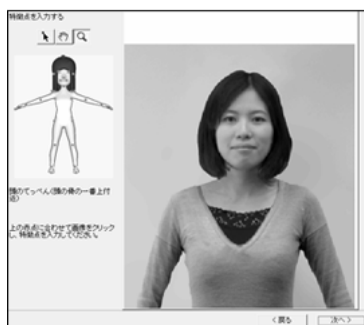 特徴点を入力する
頭のてっぺん(頭の骨の一番上付
近)
上の赤点に合わせて画像をクリック
し、特徴点を入力してください。
< 戻る
次へ >